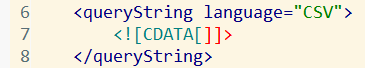 6 <queryString language="CSV">
7 <![CDATA[]]>
8 </queryString>